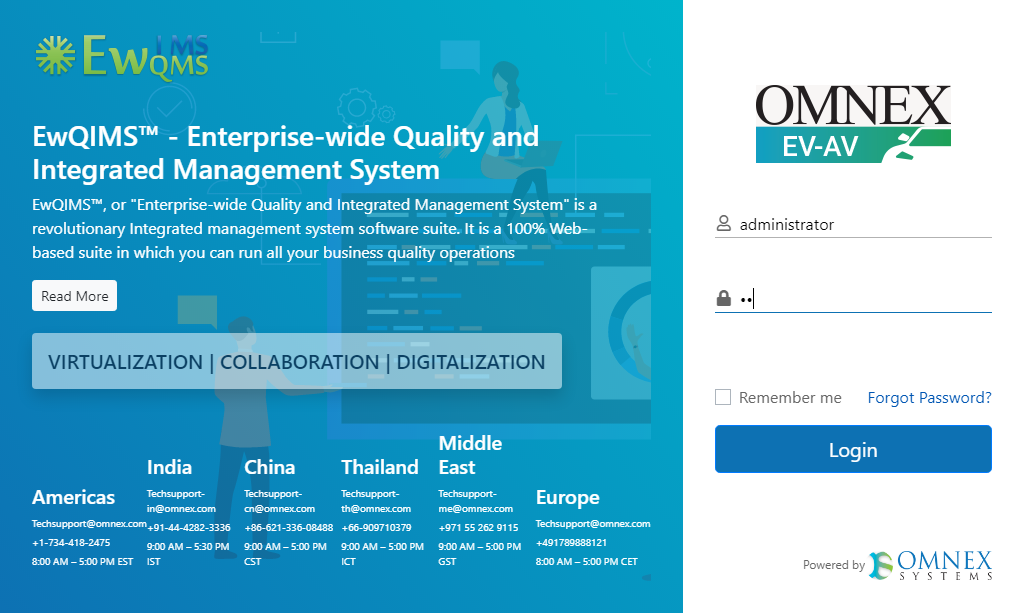 EwQIMS
EwQIMS™ - Enterprise-wide Quality and
Integrated Management System
EwQIMS™, or "Enterprise-wide Quality and Integrated Management System" is a
revolutionary Integrated management system software suite. It is a 100% Web-
based suite in which you can run all your business quality operations
Read More
VIRTUALIZATION | COLLABORATION | DIGITALIZATION
Americas
Techsupport@omnex.com
+1-734-418-2475
8:00 AM – 5:00 PM EST
India
Techsupport-
in@omnex.com
+91-44-4282-3336
9:00 AM – 5:30 PM
IST
China
Techsupport-
cn@omnex.com
+86-621-336-08488
9:00 AM – 5:00 PM
CST
Thailand
Techsupport-
th@omnex.com
+66-909710379
9:00 AM – 5:00 PM
ICT
Middle
East
Techsupport-
me@omnex.com
+971 55 262 9115
9:00 AM – 5:00 PM
GST
Europe
Techsupport@omnex.com
+491789888121
8:00 AM – 5:00 PM CET
OMNEX
EV-AV
administrator
Remember me
Forgot Password?
Login
Powered by
OMNEX
SYSTEMS